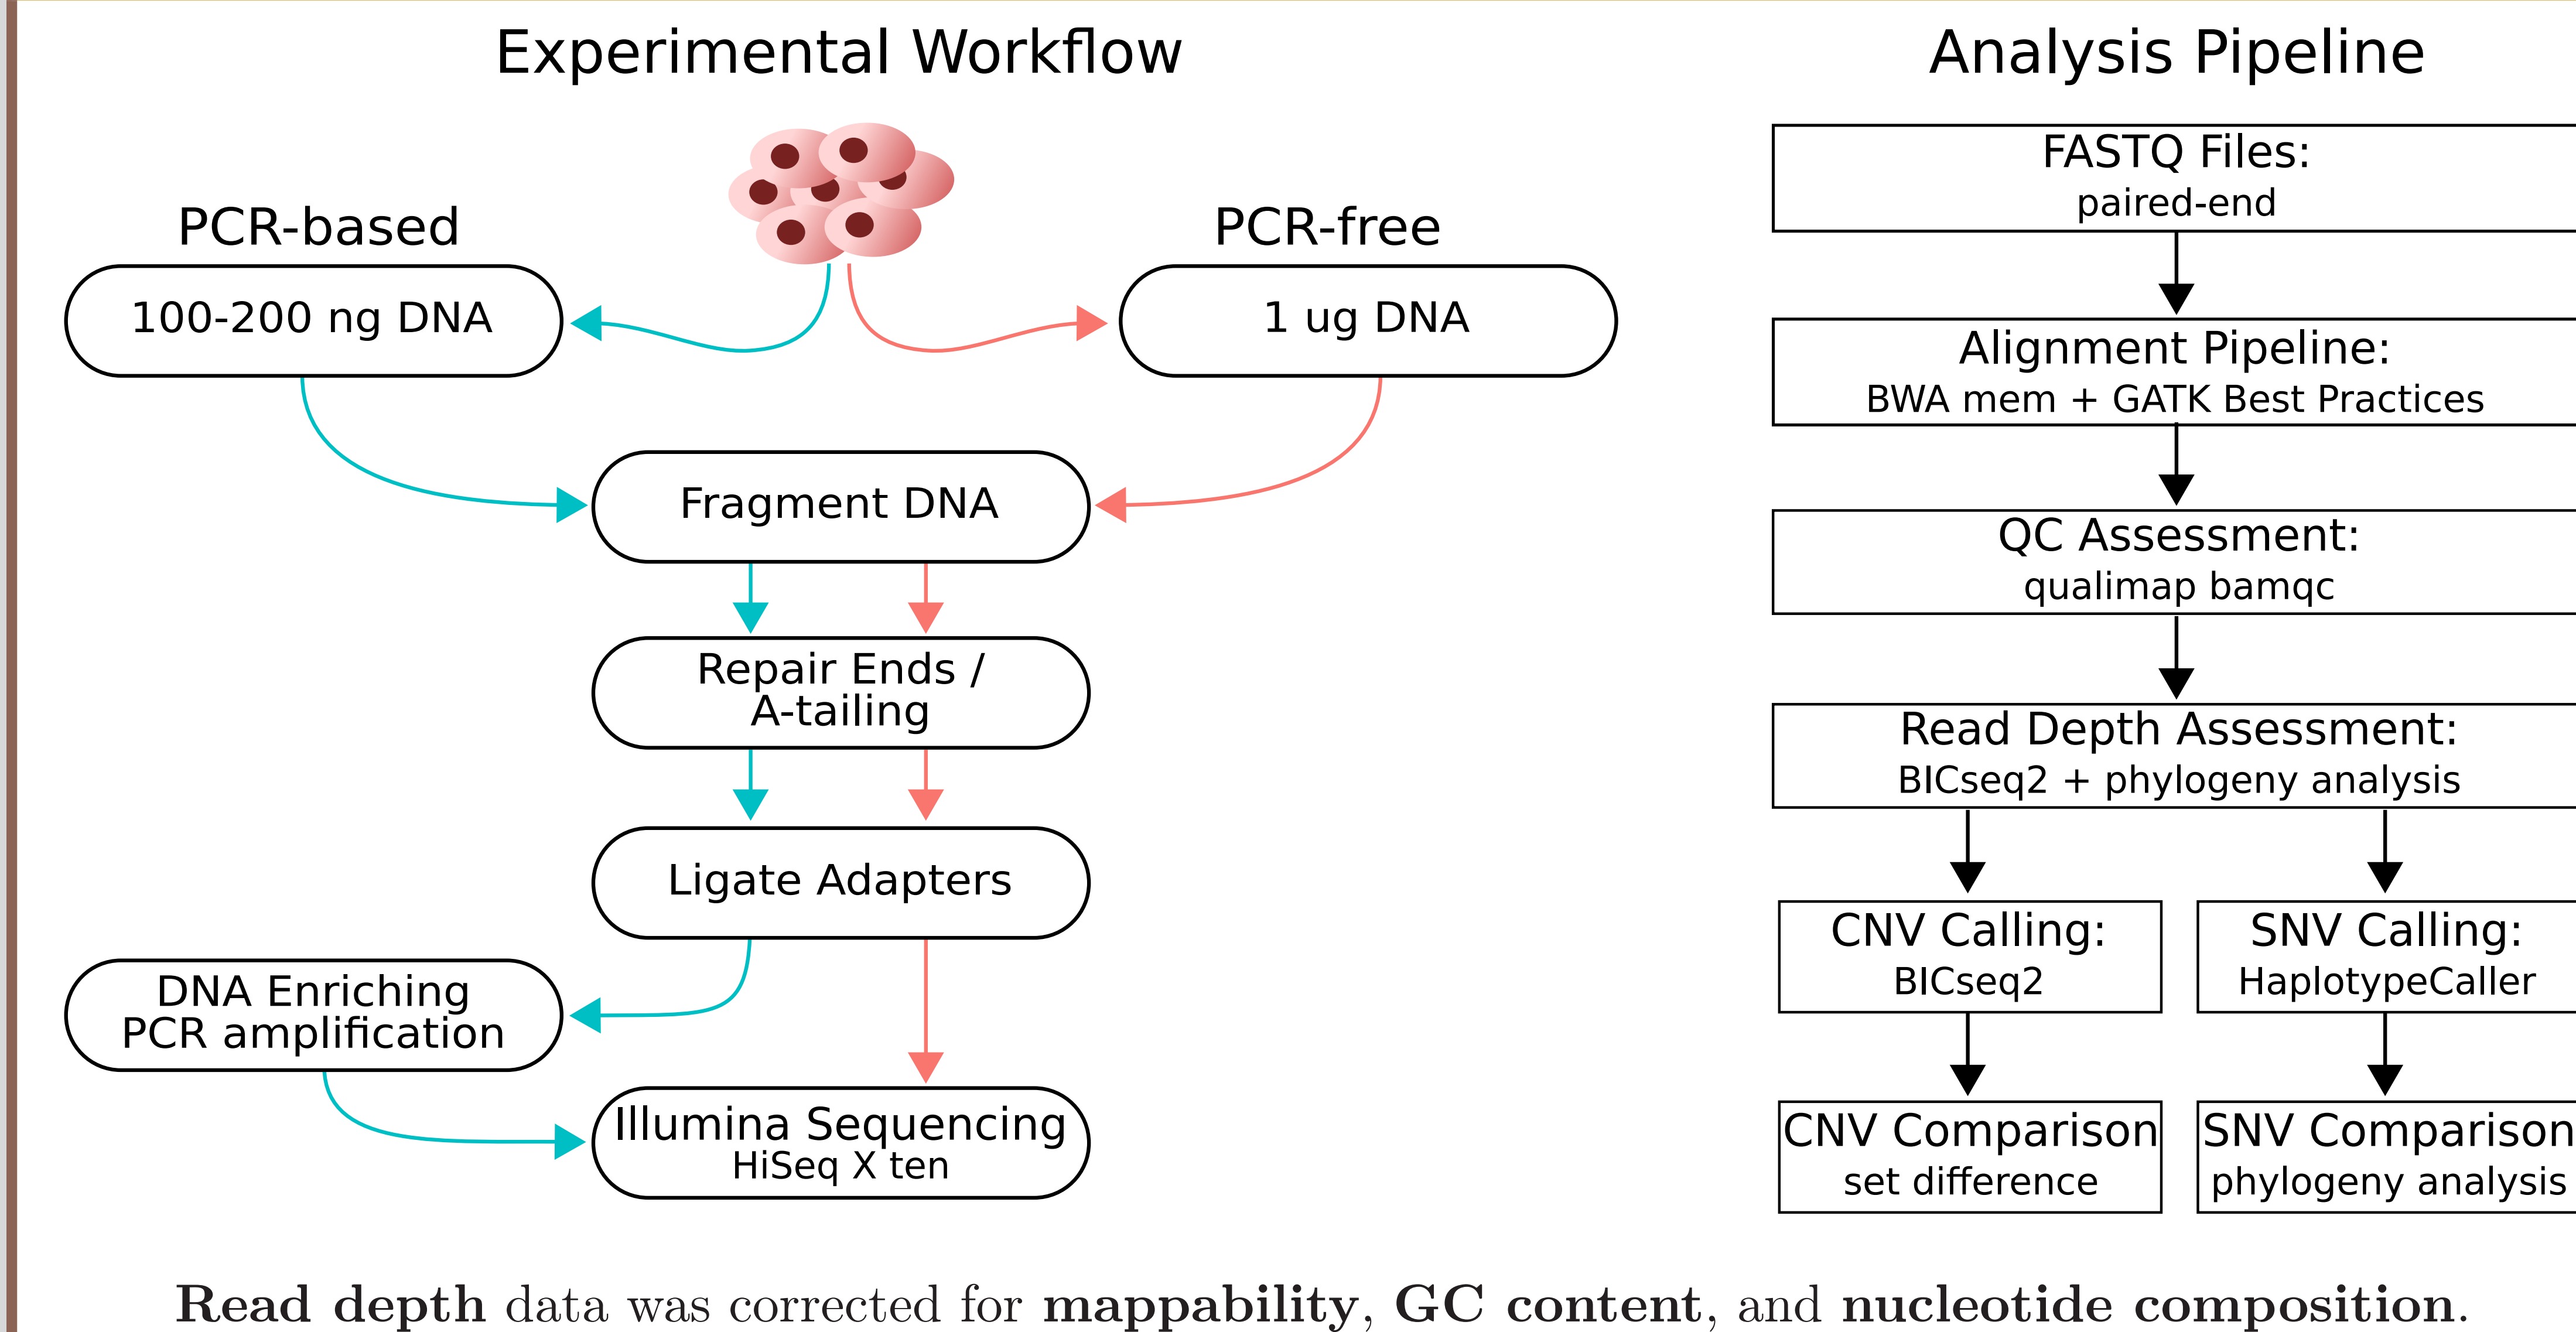 Experimental Workflow
PCR-based
PCR-free
100-200 ng DNA
1 ug DNA
Fragment DNA
Repair Ends /
A-tailing
Ligate Adapters
DNA Enriching
PCR amplification
Illumina Sequencing
HiSeq X ten
Analysis Pipeline
FASTQ Files:
paired-end
Alignment Pipeline:
BWA mem + GATK Best Practices
QC Assessment:
qualimap bamqc
Read Depth Assessment:
BICseq2 + phylogeny analysis
CNV Calling:
BICseq2
SNV Calling:
HaplotypeCaller
CNV Comparison
set difference
SNV Comparison
phylogeny analysis
Read depth data was corrected for mappability, GC content, and nucleotide composition.